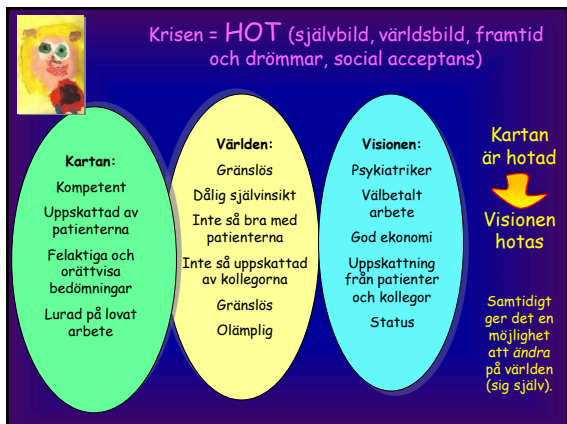 Krisen = HOT (självbild, världsbild, framtid
och drömmar, social acceptans)
Kartan:
Kompetent
Uppskattad av
patienterna
Felaktiga och
orättvisa
bedömningar
Lurad på lovat
arbete
Världen:
Gränslös
Dålig självinsikt
Inte så bra med
patienterna
Inte så uppskattad
av kollegorna
Gränslös
Olämplig
Visionen:
Psykiatriker
Välbetalt
arbete
God ekonomi
Uppskattning
från patienter
och kollegor
Status
Kartan
är hotad
Visionen
hotas
Samtidigt
ger det en
möjlighet
att ändra
på världen
(sig själv).